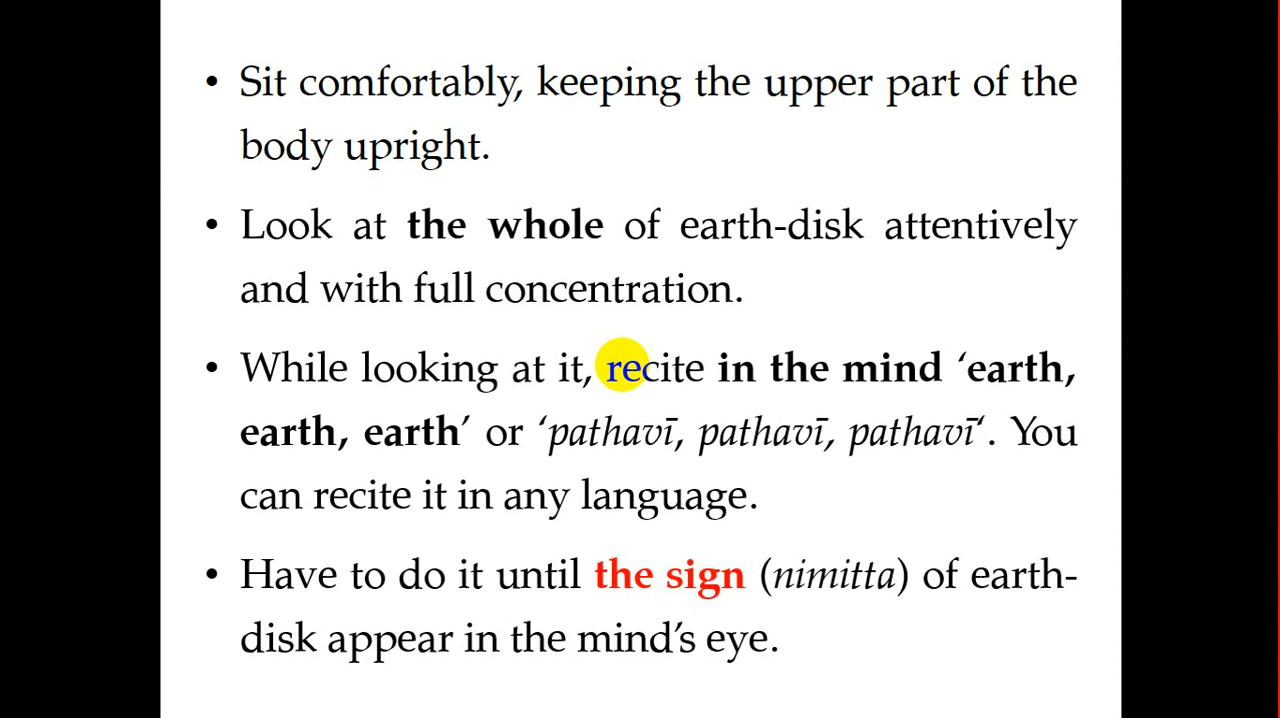 • Sit comfortably, keeping the upper part of the
body upright.
• Look at the whole of earth-disk attentively
and with full concentration.
• While looking at it, recite in the mind ‘earth,
earth, earth’ or ‘pathavī, pathavī, pathavī‘. You
can recite it in any language.
• Have to do it until the sign (nimitta) of earth-
disk appear in the mind’s eye.